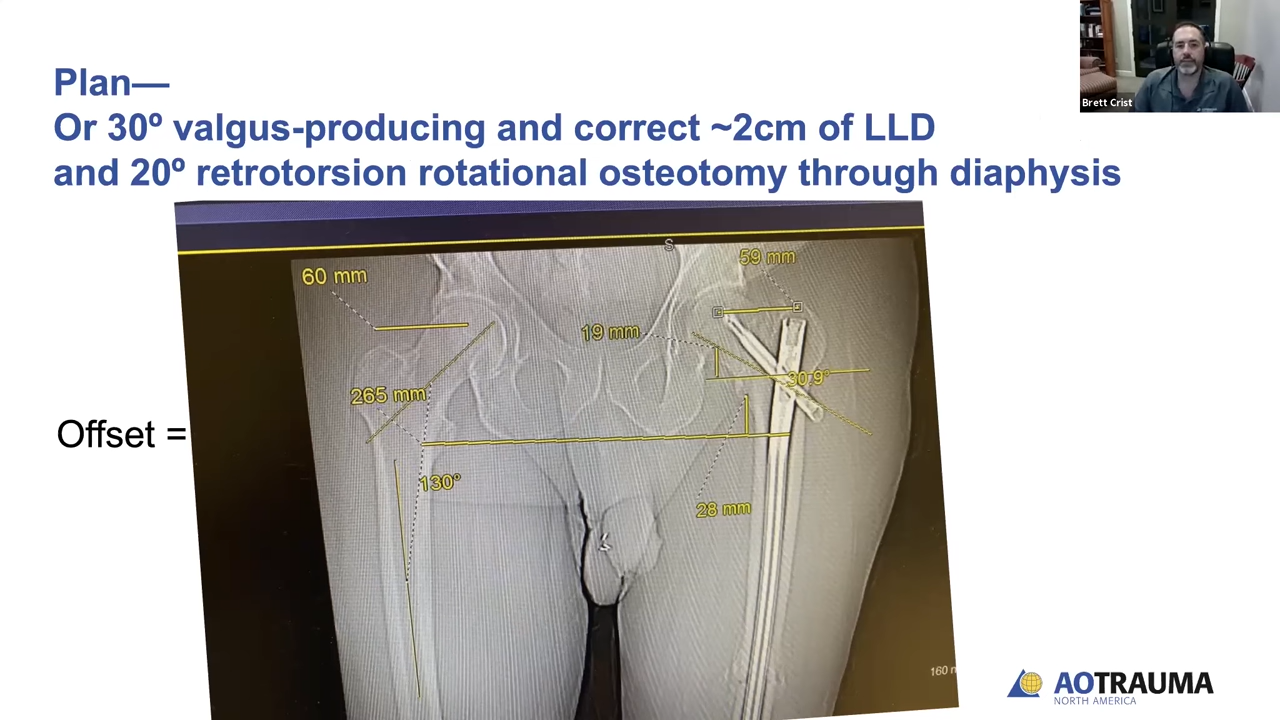 Plan—
Or 30º valgus-producing and correct ~2cm of LLD
and 20º retrotorsion rotational osteotomy through diaphysis
Brett Crist
S
59 mm
60 mm
19 mm
30.9°
265 mm
Offset =
130°
28 mm
160
AOTRAUMA
NORTH AMERICA